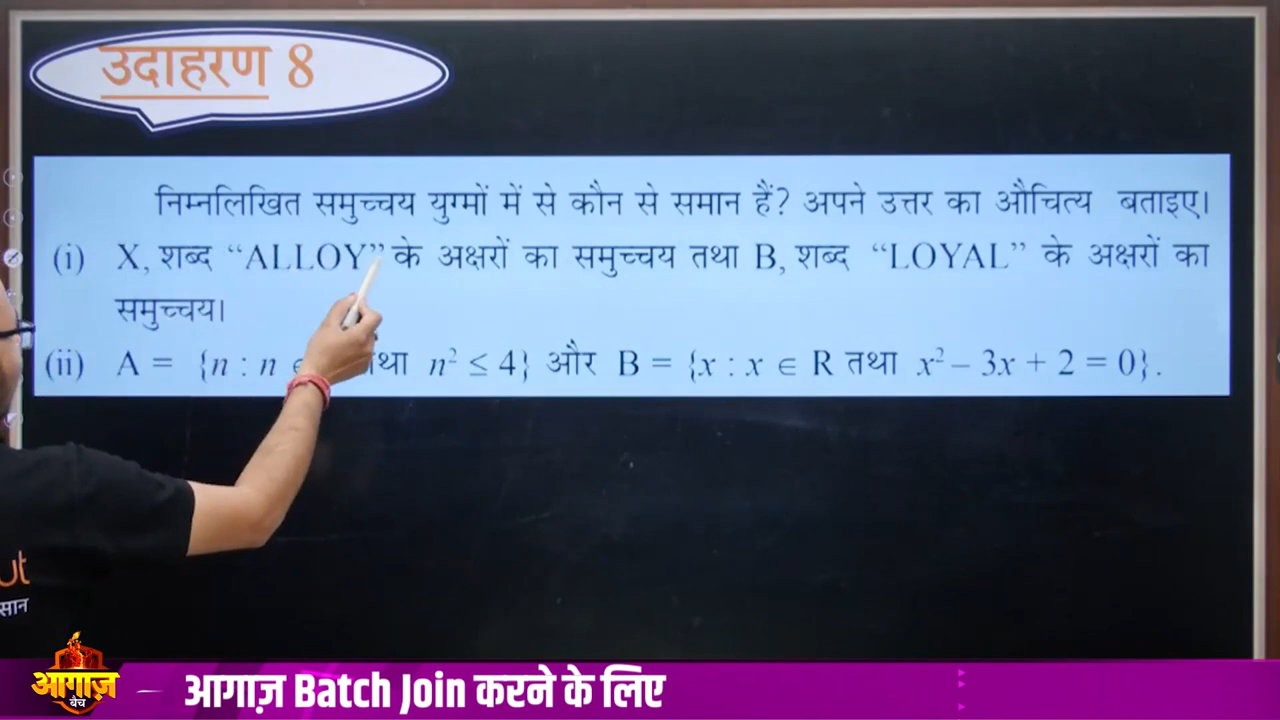 उदाहरण 8
निम्नलिखित समुच्चय युग्मों में से कौन से समान हैं? अपने उत्तर का औचित्य बताइए।
(i) X, शब्द “ALLOY” के अक्षरों का समुच्चय तथा B, शब्द “LOYAL” के अक्षरों का
समुच्चय।
(ii) A = {n : n ∈ n² ≤ 4} और B = {x : x ∈ R तथा x² – 3x + 2 = 0}.
आगाज़
बैच
आगाज़ Batch Join करने के लिए